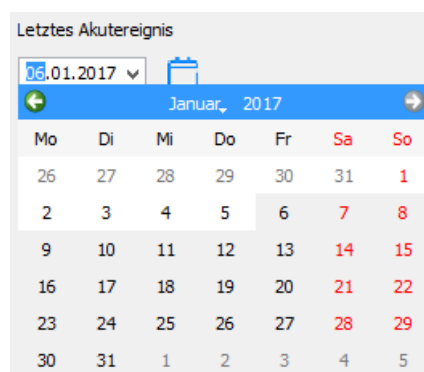 Letztes Akutereignis
06.01.2017
Januar 2017
Mo Di Mi Do Fr Sa So
26 27 28 29 30 31 1
2 3 4 5 6 7 8
9 10 11 12 13 14 15
16 17 18 19 20 21 22
23 24 25 26 27 28 29
30 31 1 2 3 4 5